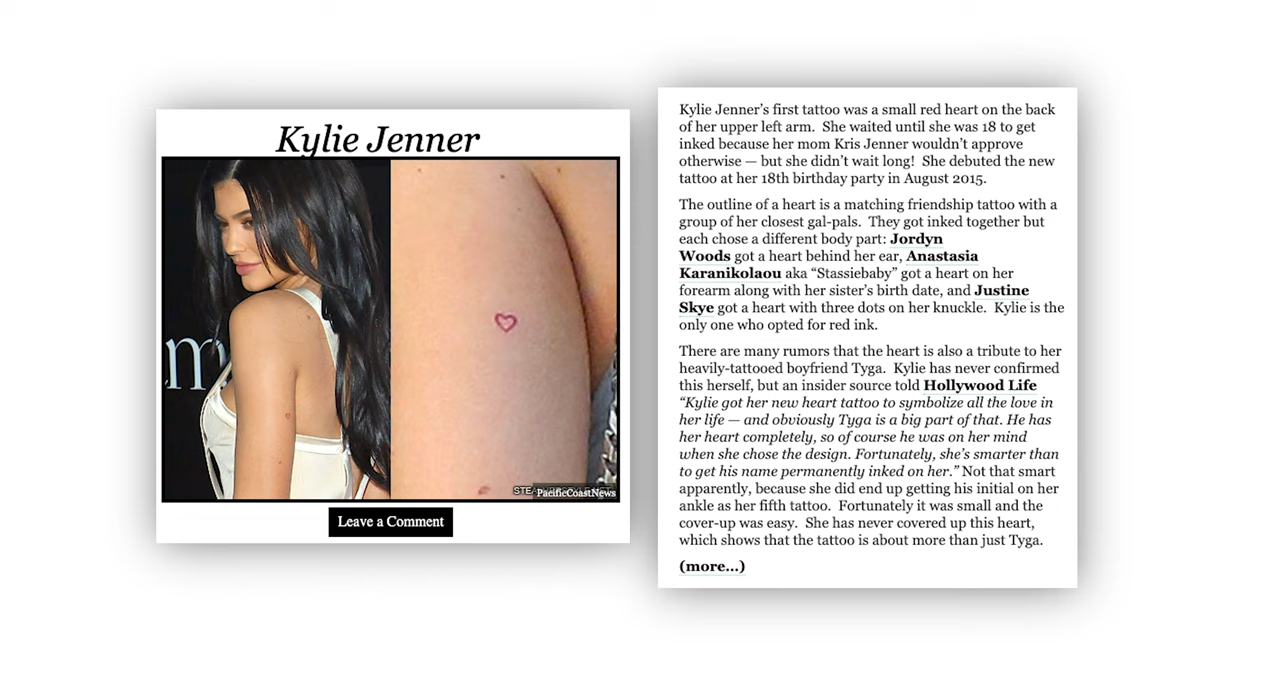 Kylie Jenner
m
PacificCoastNews
Leave a Comment
Kylie Jenner’s first tattoo was a small red heart on the back
of her upper left arm.  She waited until she was 18 to get
inked because her mom Kris Jenner wouldn’t approve
otherwise — but she didn’t wait long!  She debuted the new
tattoo at her 18th birthday party in August 2015.
The outline of a heart is a matching friendship tattoo with a
group of her closest gal-pals.  They got inked together but
each chose a different body part: Jordyn
Woods got a heart behind her ear, Anastasia
Karanikolaou aka “Stassiebaby” got a heart on her
forearm along with her sister’s birth date, and Justine
Skye got a heart with three dots on her knuckle.  Kylie is the
only one who opted for red ink.
There are many rumors that the heart is also a tribute to her
heavily-tattooed boyfriend Tyga.  Kylie has never confirmed
this herself, but an insider source told Hollywood Life
“Kylie got her new heart tattoo to symbolize all the love in
her life — and obviously Tyga is a big part of that. He has
her heart completely, so of course he was on her mind
when she chose the design. Fortunately, she’s smarter than
to get his name permanently inked on her.” Not that smart
apparently, because she did end up getting his initial on her
ankle as her fifth tattoo.  Fortunately it was small and the
cover-up was easy.  She has never covered up this heart,
which shows that the tattoo is about more than just Tyga.
(more…)